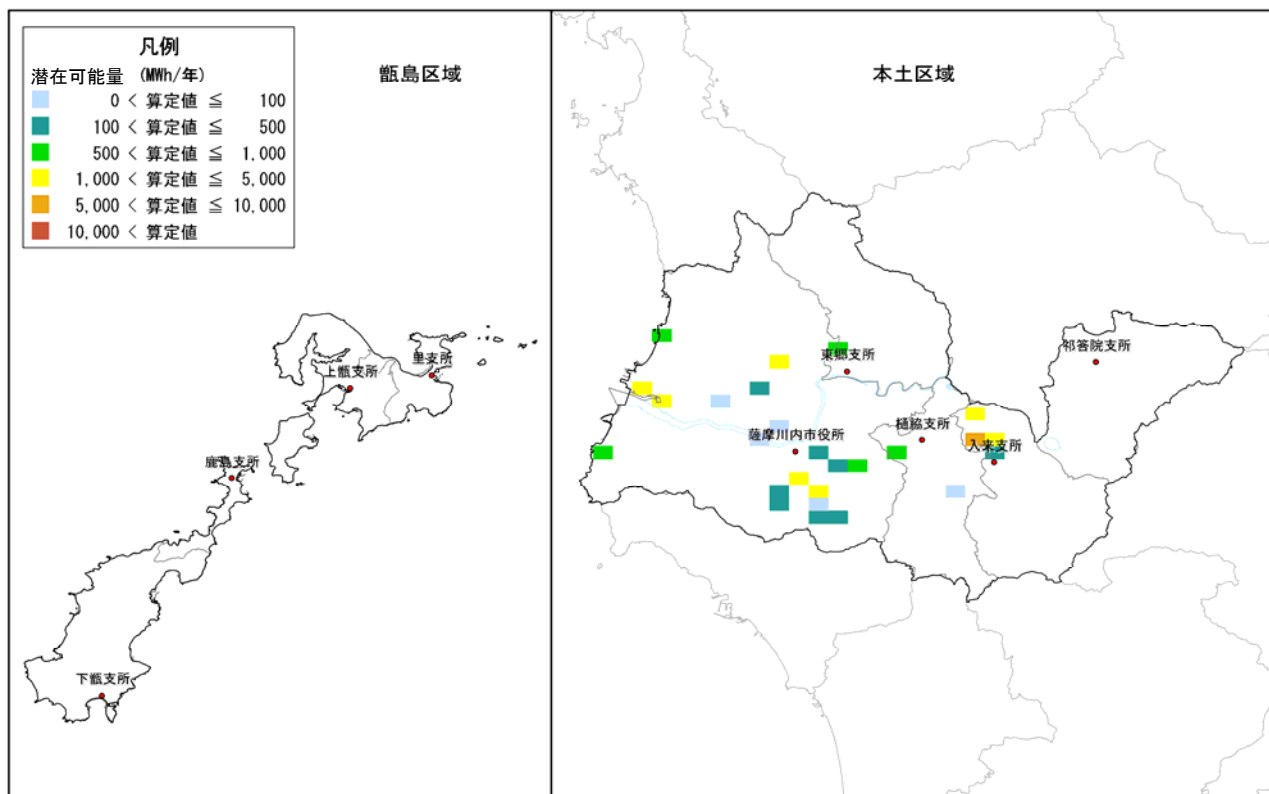 凡例
潜在可能量 (MWh/年)
0 < 算定値 ≦ 100
100 < 算定値 ≦ 500
500 < 算定値 ≦ 1,000
1,000 < 算定値 ≦ 5,000
5,000 < 算定値 ≦ 10,000
10,000 < 算定値
甑島区域
本土区域
里支所
上甑支所
鹿島支所
下甑支所
東郷支所
祁答院支所
樋脇支所
薩摩川内市役所
入来支所